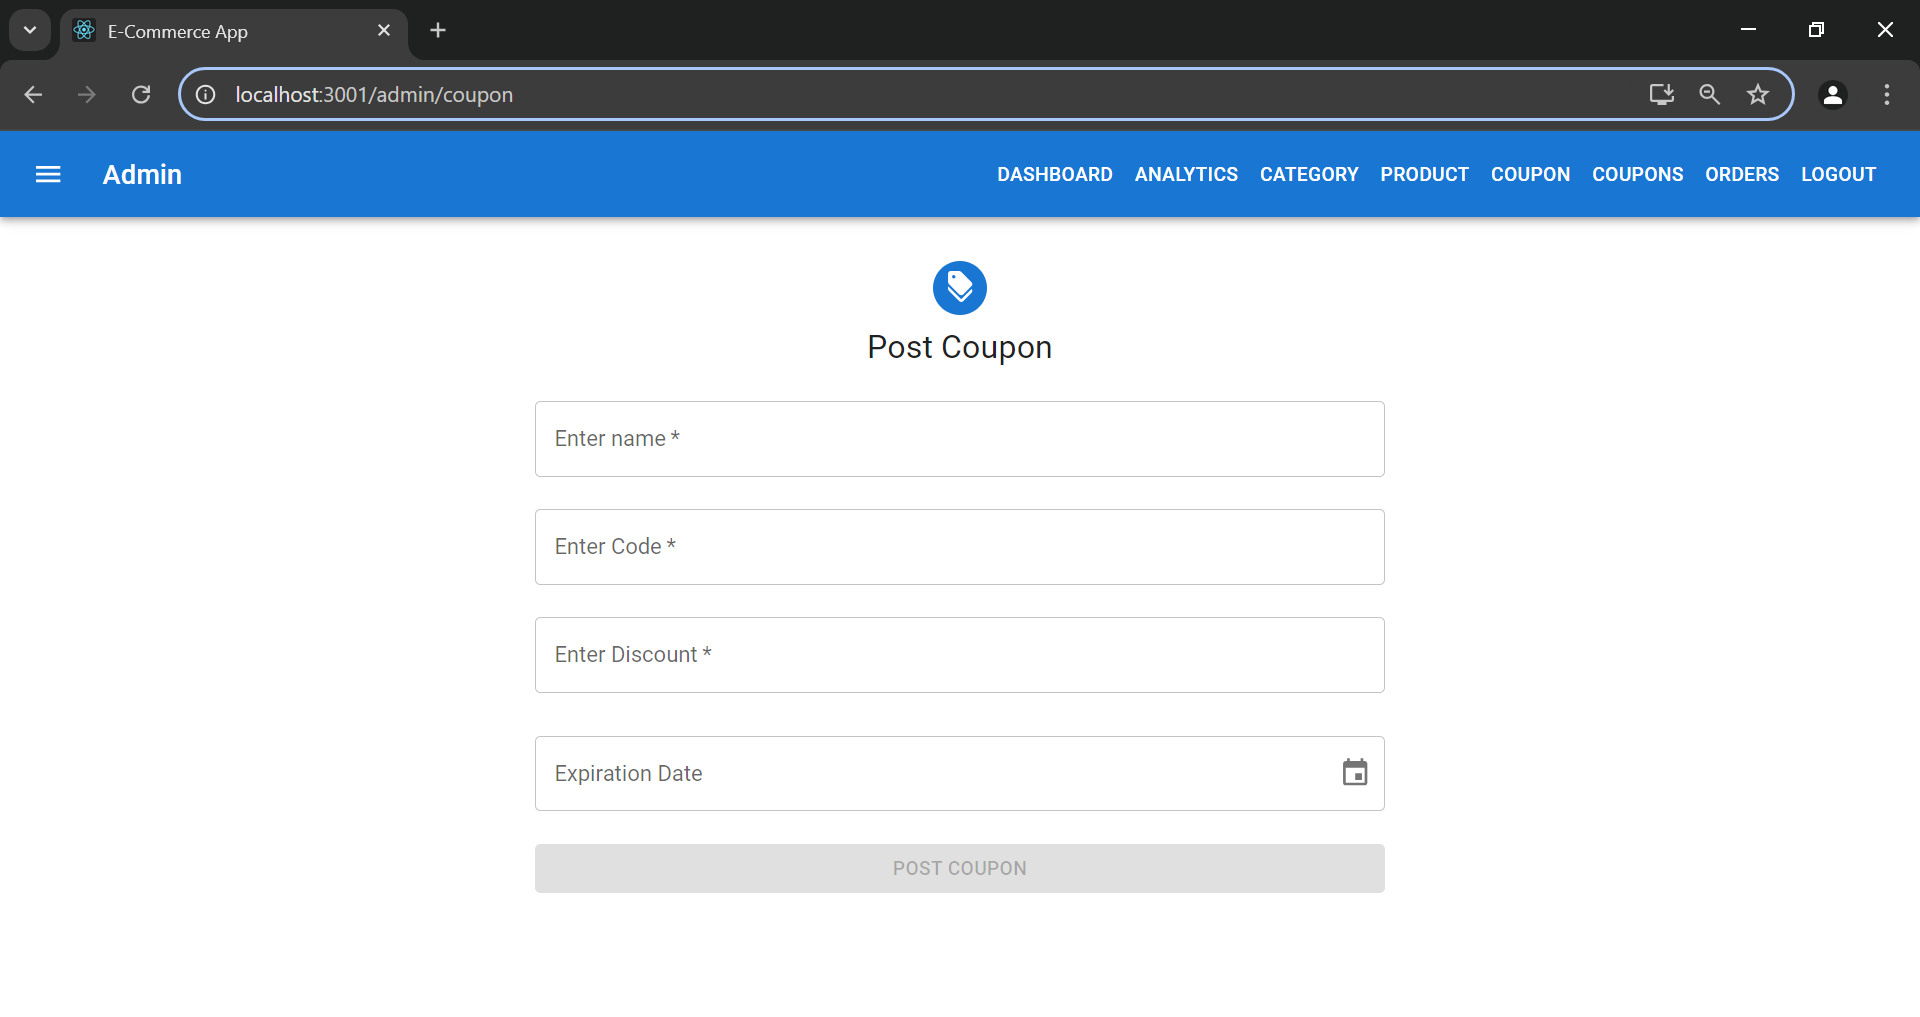 E-Commerce App
localhost:3001/admin/coupon
Admin
DASHBOARD ANALYTICS CATEGORY PRODUCT COUPON COUPONS ORDERS LOGOUT
Post Coupon
Enter name *
Enter Code *
Enter Discount *
Expiration Date
POST COUPON